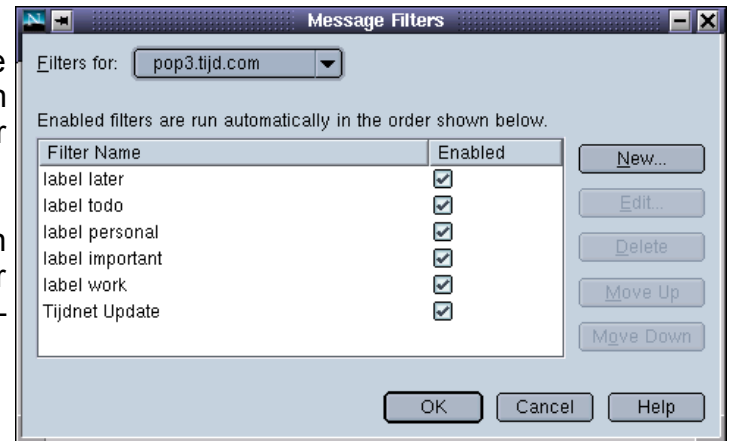 Message Filters
Filters for: pop3.tijd.com
Enabled filters are run automatically in the order shown below.
Filter Name Enabled
label later
label todo
label personal
label important
label work
Tijdnet Update
New...
Edit...
Delete
Move Up
Move Down
OK Cancel Help